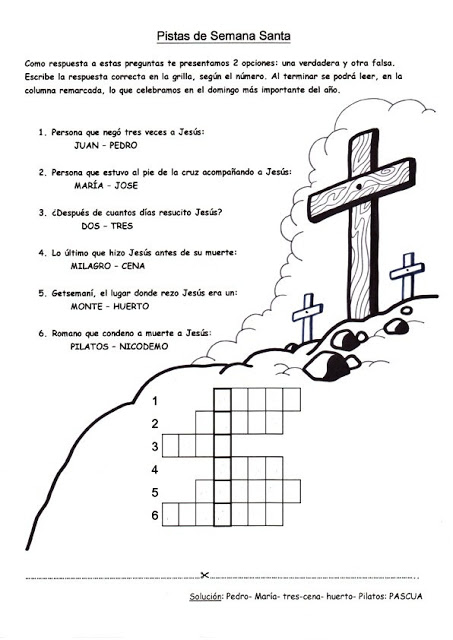 Pistas de Semana Santa
Como respuesta a estas preguntas te presentamos 2 opciones: una verdadera y otra falsa.
Escribe la respuesta correcta en la grilla, según el número. Al terminar se podrá leer, en la
columna remarcada, lo que celebramos en el domingo más importante del año.
1. Persona que negó tres veces a Jesús:
JUAN - PEDRO
2. Persona que estuvo al pie de la cruz acompañando a Jesús:
MARÍA - JOSE
3. ¿Después de cuantos días resucito Jesús?
DOS - TRES
4. Lo último que hizo Jesús antes de su muerte:
MILAGRO - CENA
5. Getsemaní, el lugar donde rezo Jesús era un:
MONTE - HUERTO
6. Romano que condeno a muerte a Jesús:
PILATOS - NICODEMO
1
2
3
4
5
6
Solución: Pedro- María- tres-cena- huerto- Pilatos: PASCUA